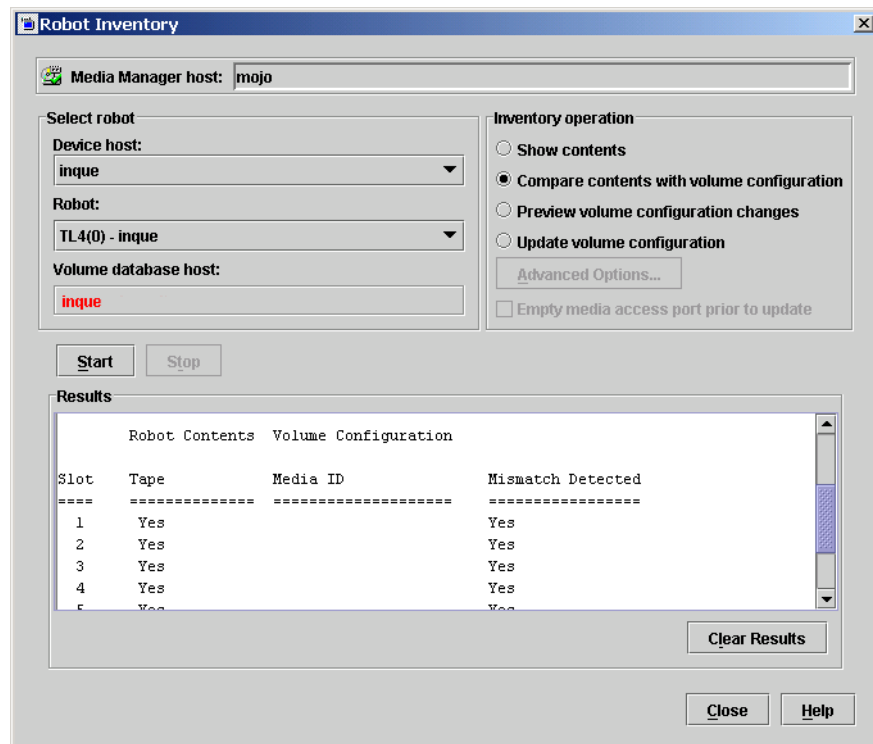 Robot Inventory
Media Manager host: mojo
Select robot
Device host:
inque
Robot:
TL4(0) - inque
Volume database host:
inque
Inventory operation
Show contents
Compare contents with volume configuration
Preview volume configuration changes
Update volume configuration
Advanced Options...
Empty media access port prior to update
Start Stop
Results
Robot Contents Volume Configuration
Slot Tape Media ID Mismatch Detected
==== ============== ==================== =================
1 Yes Yes
2 Yes Yes
3 Yes Yes
4 Yes Yes
5 Yes Yes
Clear Results
Close Help